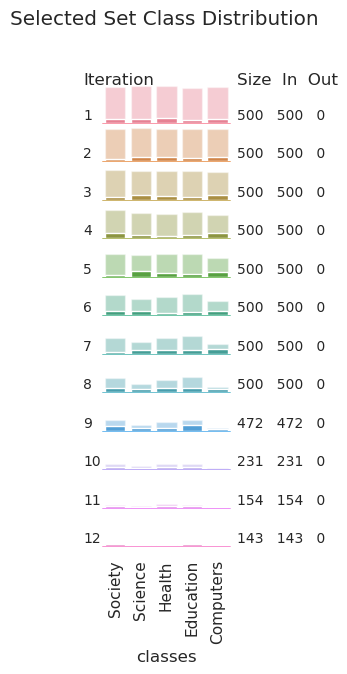 Selected Set Class Distribution
Iteration Size In Out
1 500 500 0
2 500 500 0
3 500 500 0
4 500 500 0
5 500 500 0
6 500 500 0
7 500 500 0
8 500 500 0
9 472 472 0
10 231 231 0
11 154 154 0
12 143 143 0
Society
Science
Health
Education
Computers
classes